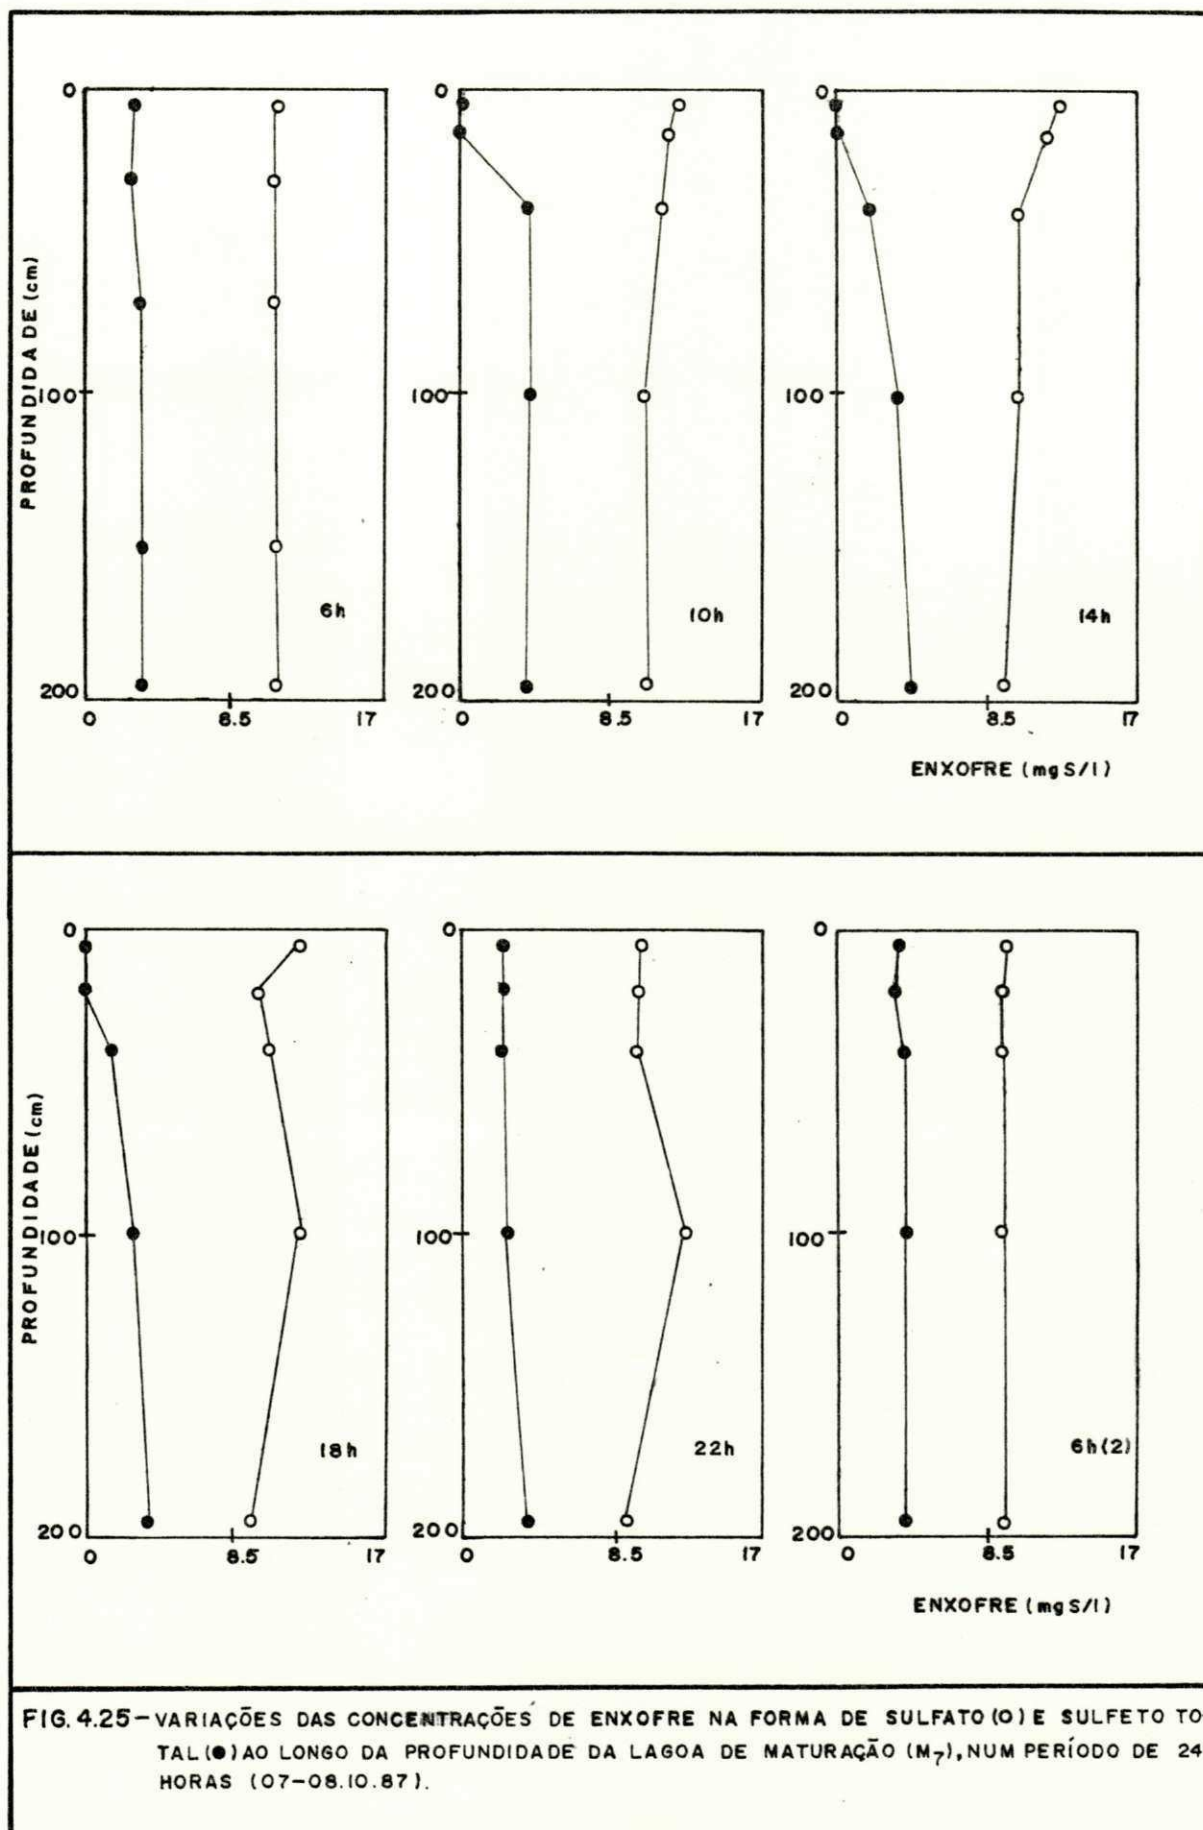 0
0
0
PROFUNDIDADE (cm)
100
100
100
6h
10h
14h
200
200
200
0 8.5 17
0 8.5 17
0 8.5 17
ENXOFRE (mg S/l)
0
0
0
PROFUNDIDADE (cm)
100
100
100
18h
22h
6h(2)
200
200
200
0 8.5 17
0 8.5 17
0 8.5 17
ENXOFRE (mg S/l)
FIG. 4.25 - VARIAÇÕES DAS CONCENTRAÇÕES DE ENXOFRE NA FORMA DE SULFATO (O) E SULFETO TO-
TAL (●) AO LONGO DA PROFUNDIDADE DA LAGOA DE MATURAÇÃO (M7), NUM PERÍODO DE 24
HORAS (07-08.10.87).